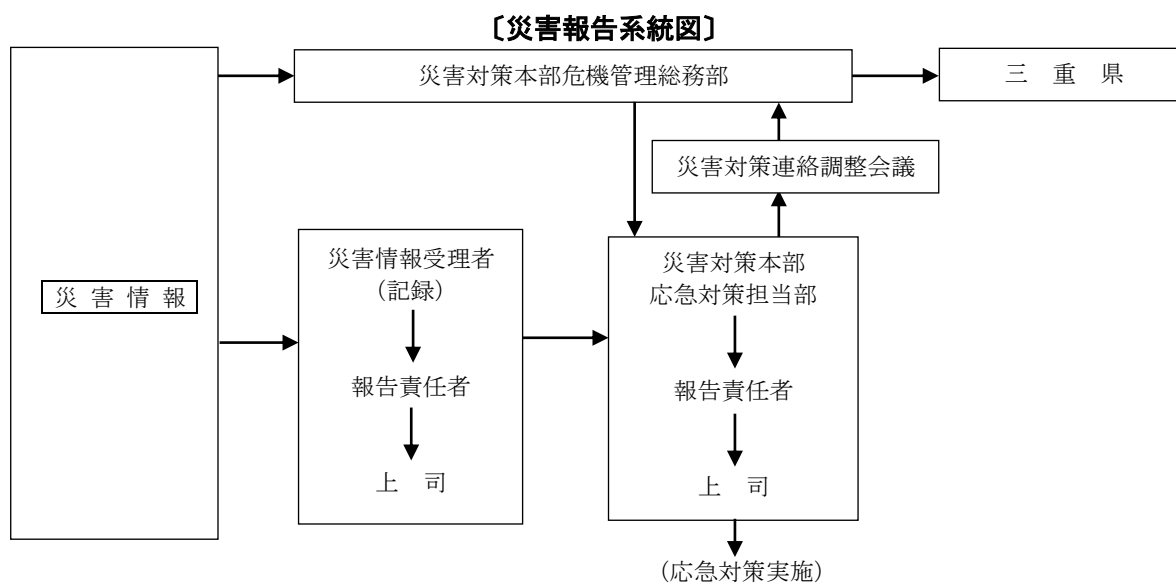 〔災害報告系統図〕
災害対策本部危機管理総務部
三 重 県
災害対策連絡調整会議
災 害 情 報
災害情報受理者
(記録)
報告責任者
上 司
災害対策本部
応急対策担当部
報告責任者
上 司
(応急対策実施)